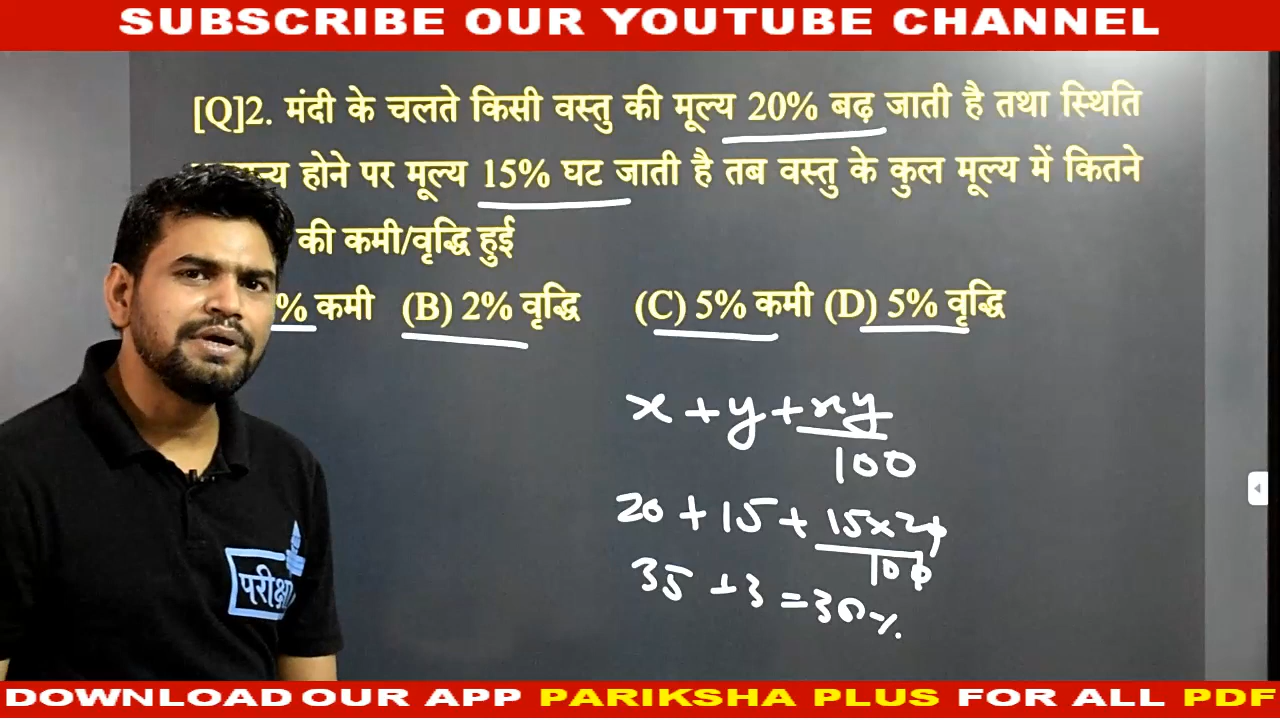 SUBSCRIBE OUR YOUTUBE CHANNEL
[Q]2. मंदी के चलते किसी वस्तु की मूल्य 20% बढ़ जाती है तथा स्थिति
होने पर मूल्य 15% घट जाती है तब वस्तु के कुल मूल्य में कितने
की कमी/वृद्धि हुई
% कमी (B) 2% वृद्धि (C) 5% कमी (D) 5% वृद्धि
x + y + xy
100
20 + 15 + 15x20
100
35 + 3 = 38%
परीक्षा
DOWNLOAD OUR APP PARIKSHA PLUS FOR ALL PDF